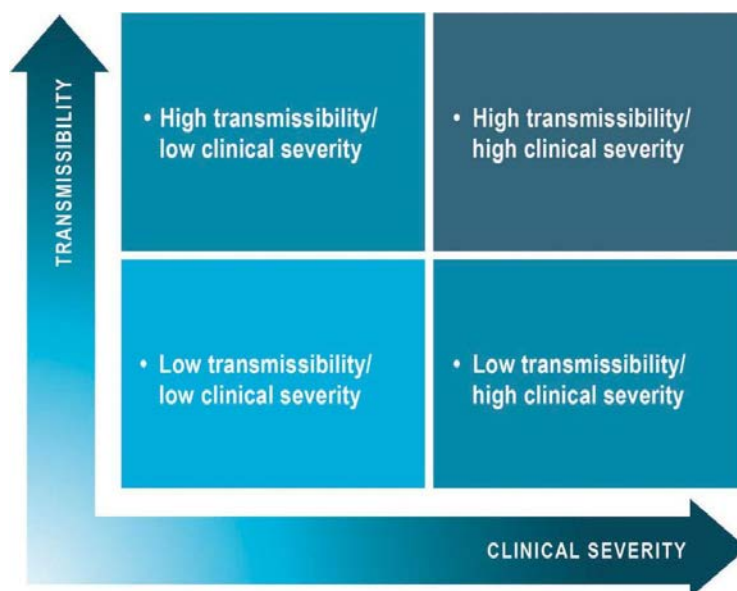 TRANSMISSIBILITY
• High transmissibility/
low clinical severity
• High transmissibility/
high clinical severity
• Low transmissibility/
low clinical severity
• Low transmissibility/
high clinical severity
CLINICAL SEVERITY